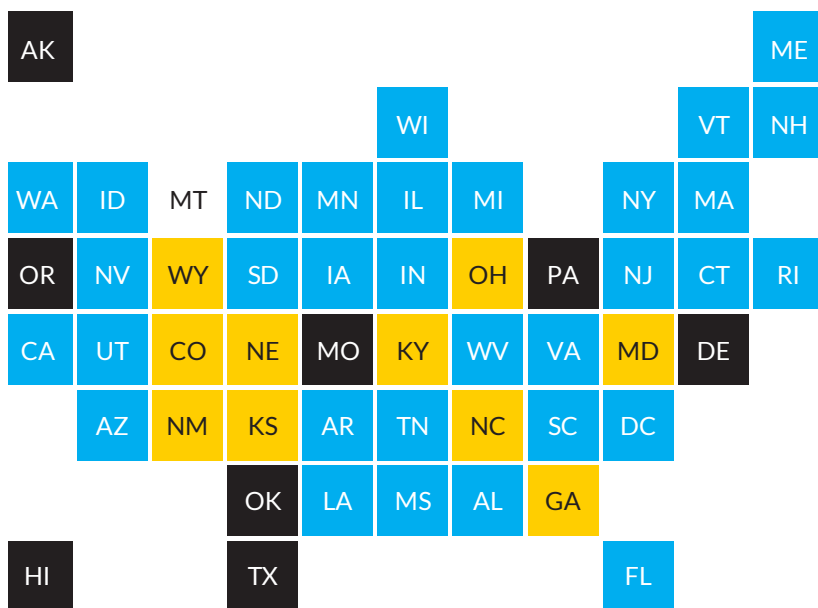 AK ME
WI VT NH
WA ID MT ND MN IL MI NY MA
OR NV WY SD IA IN OH PA NJ CT RI
CA UT CO NE MO KY WV VA MD DE
AZ NM KS AR TN NC SC DC
OK LA MS AL GA
HI TX FL